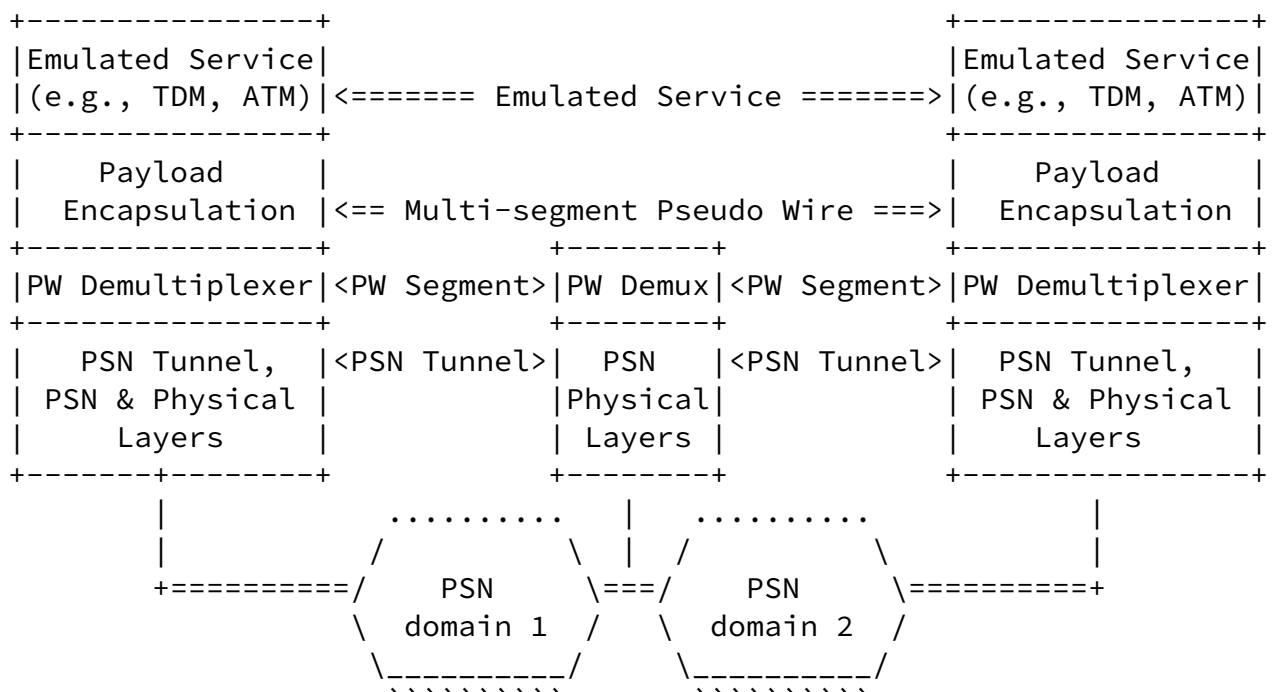 +----------------+                                  +----------------+
|Emulated Service|                                  |Emulated Service|
|(e.g., TDM, ATM)|<======= Emulated Service =======>|(e.g., TDM, ATM)|
+----------------+                                  +----------------+
|    Payload     |                                  |    Payload     |
|  Encapsulation |<== Multi-segment Pseudo Wire ===>|  Encapsulation |
+----------------+            +--------+            +----------------+
|PW Demultiplexer|<PW Segment>|PW Demux|<PW Segment>|PW Demultiplexer|
+----------------+            +--------+            +----------------+
|   PSN Tunnel,  |<PSN Tunnel>|  PSN   |<PSN Tunnel>|  PSN Tunnel,   |
| PSN & Physical |            |Physical|            | PSN & Physical |
|     Layers     |            | Layers |            |    Layers      |
+-------+--------+            +--------+            +----------------+
        |            ..........   |   ..........            |
        |           /          \  |  /          \           |
        +==========/    PSN     \===/    PSN     \==========+
                   \  domain 1  /   \  domain 2  /
                    \__________/     \__________/
                     ``````````       ``````````